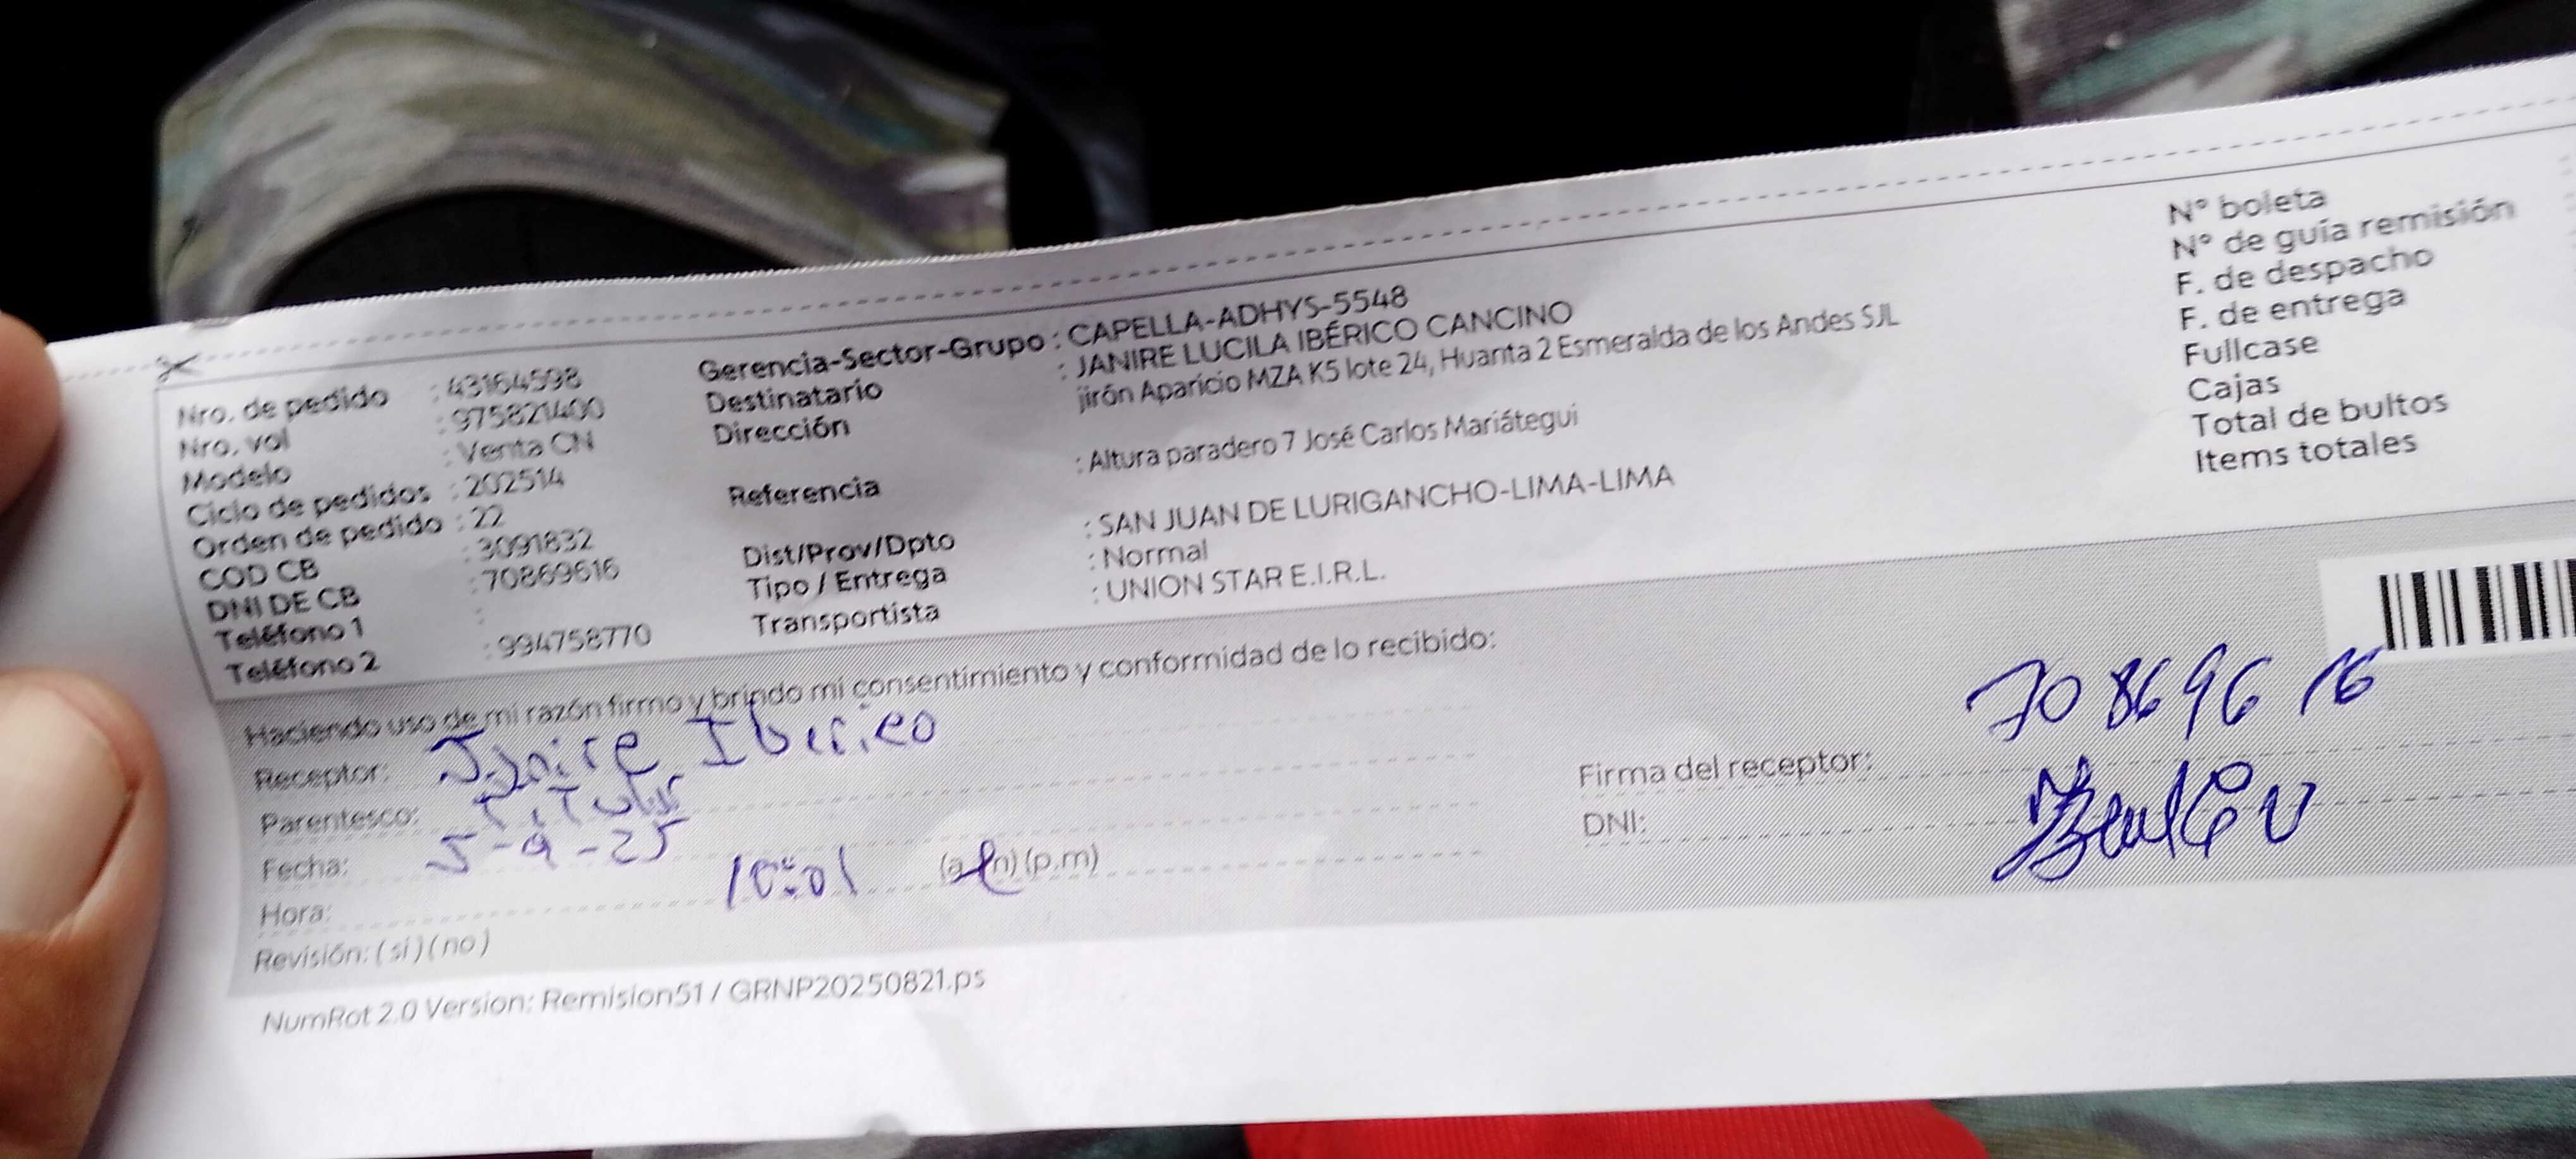 Nro. de pedido : 43164598
Nro. vol : 975821400
Modelo : Venta CN
Ciclo de pedidos : 202514
Orden de pedido : 22
COD CB : 3091832
DNI DE CB : 70869616
Teléfono 1 :
Teléfono 2 : 994758770
Gerencia-Sector-Grupo : CAPELLA-ADHYS-5548
Destinatario : JANIRE LUCILA IBÉRICO CANCINO
Dirección jirón Aparicio MZA K5 lote 24, Huanta 2 Esmeralda de los Andes SJL
Referencia : Altura paradero 7 José Carlos Mariátegui
Dist/Prov/Dpto : SAN JUAN DE LURIGANCHO-LIMA-LIMA
Tipo / Entrega : Normal
Transportista : UNION STAR E.I.R.L.
N° boleta
N° de guía remisión
F. de despacho
F. de entrega
Fullcase
Cajas
Total de bultos
Items totales
Haciendo uso de mi razón firmo y brindo mi consentimiento y conformidad de lo recibido:
Receptor: Janire Iberico
Parentesco: Titular
Fecha: 5-9-25
Hora: 10:01 (a.m) (p.m)
Revisión: (si) (no)
70869616
Firma del receptor:
DNI:
NumRot 2.0 Version: Remision51 / GRNP20250821.ps